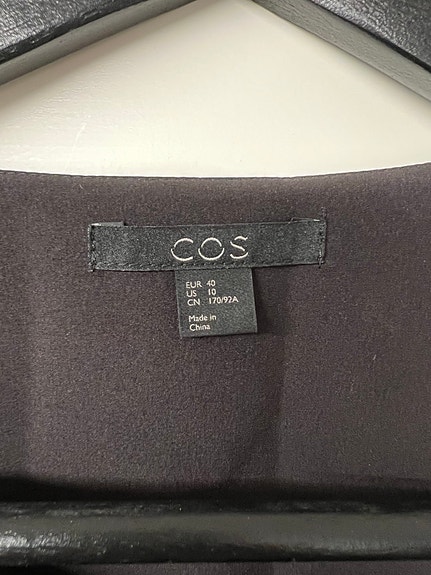 COS
EUR 40
US 10
CN 170/92A
Made in
China